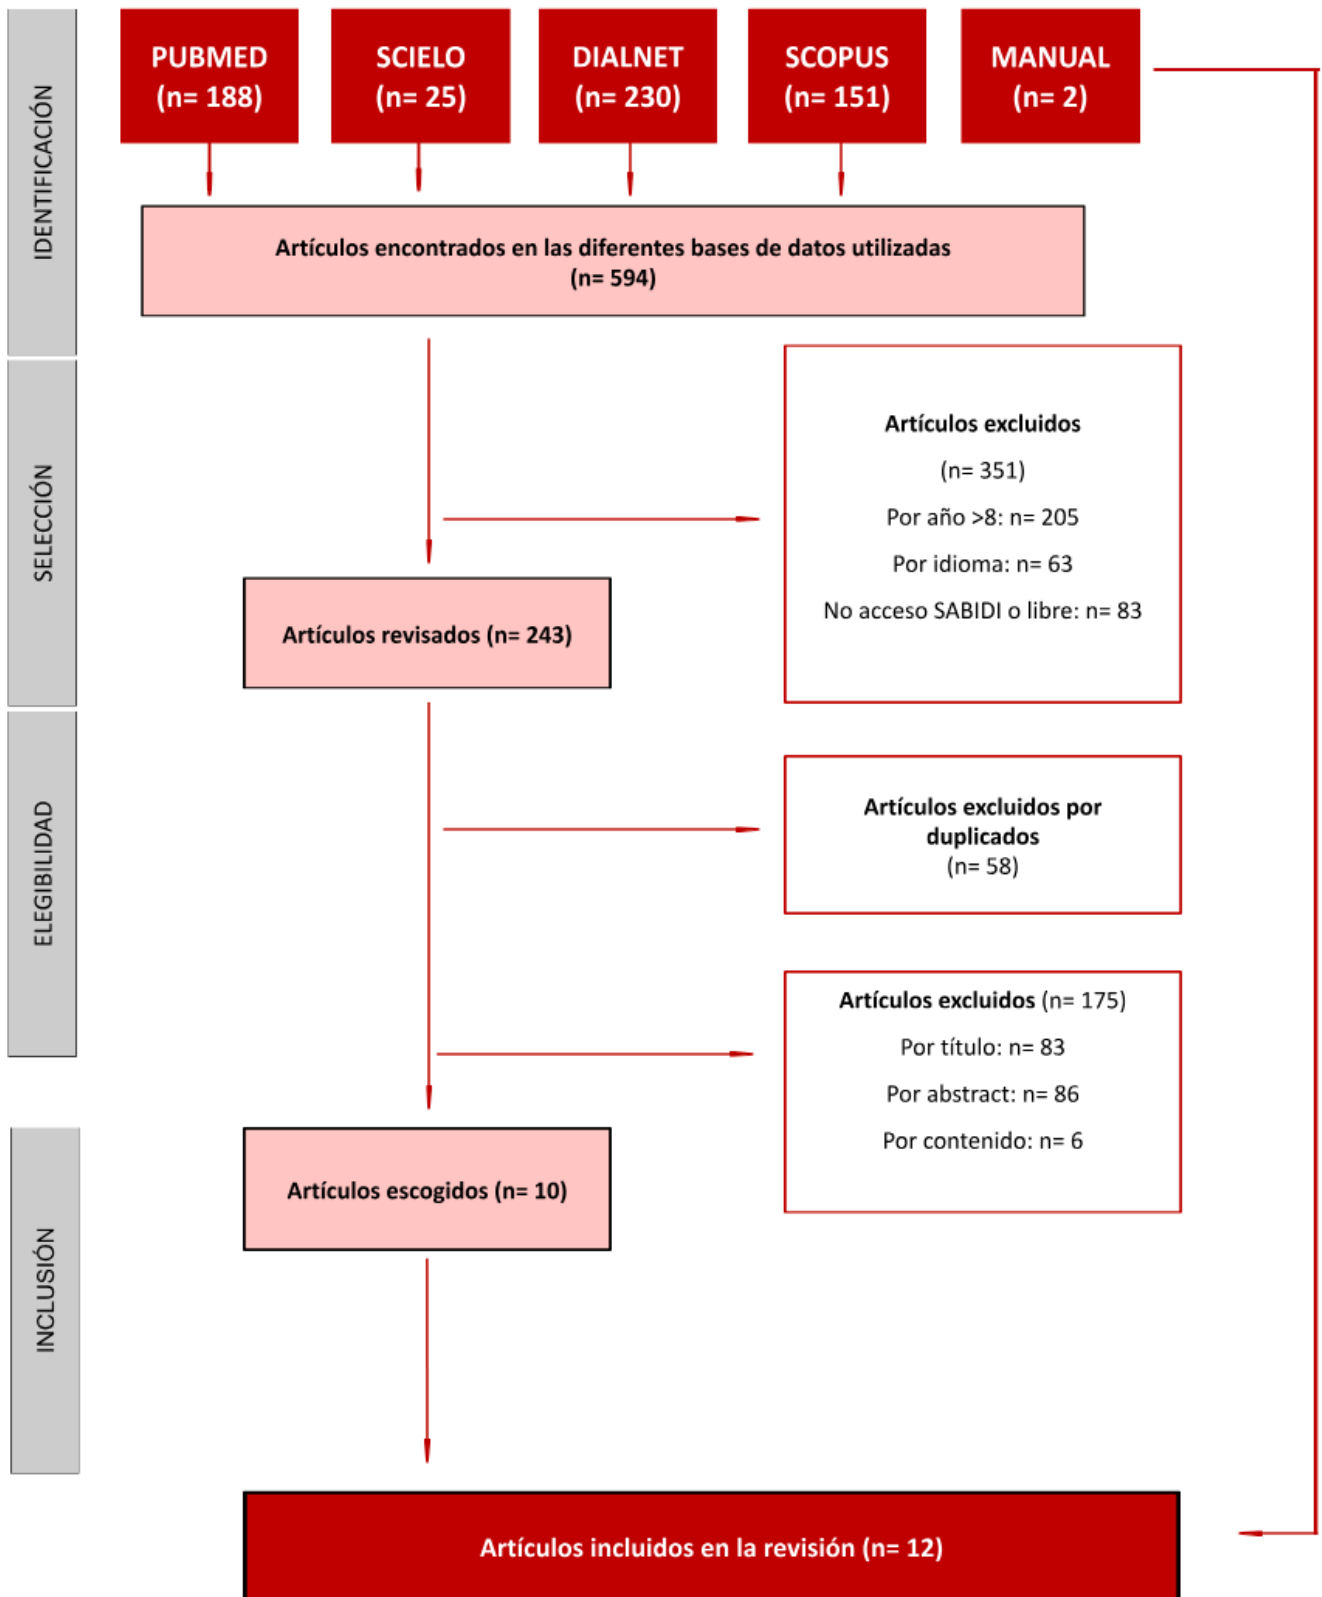 IDENTIFICACIÓN
PUBMED
(n= 188)
SCIELO
(n= 25)
DIALNET
(n= 230)
SCOPUS
(n= 151)
MANUAL
(n= 2)
Artículos encontrados en las diferentes bases de datos utilizadas
(n= 594)
SELECCIÓN
Artículos excluidos
(n= 351)
Por año >8: n= 205
Por idioma: n= 63
No acceso SABIDI o libre: n= 83
Artículos revisados (n= 243)
ELEGIBILIDAD
Artículos excluidos por
duplicados
(n= 58)
Artículos excluidos (n= 175)
Por título: n= 83
Por abstract: n= 86
Por contenido: n= 6
INCLUSIÓN
Artículos escogidos (n= 10)
Artículos incluidos en la revisión (n= 12)